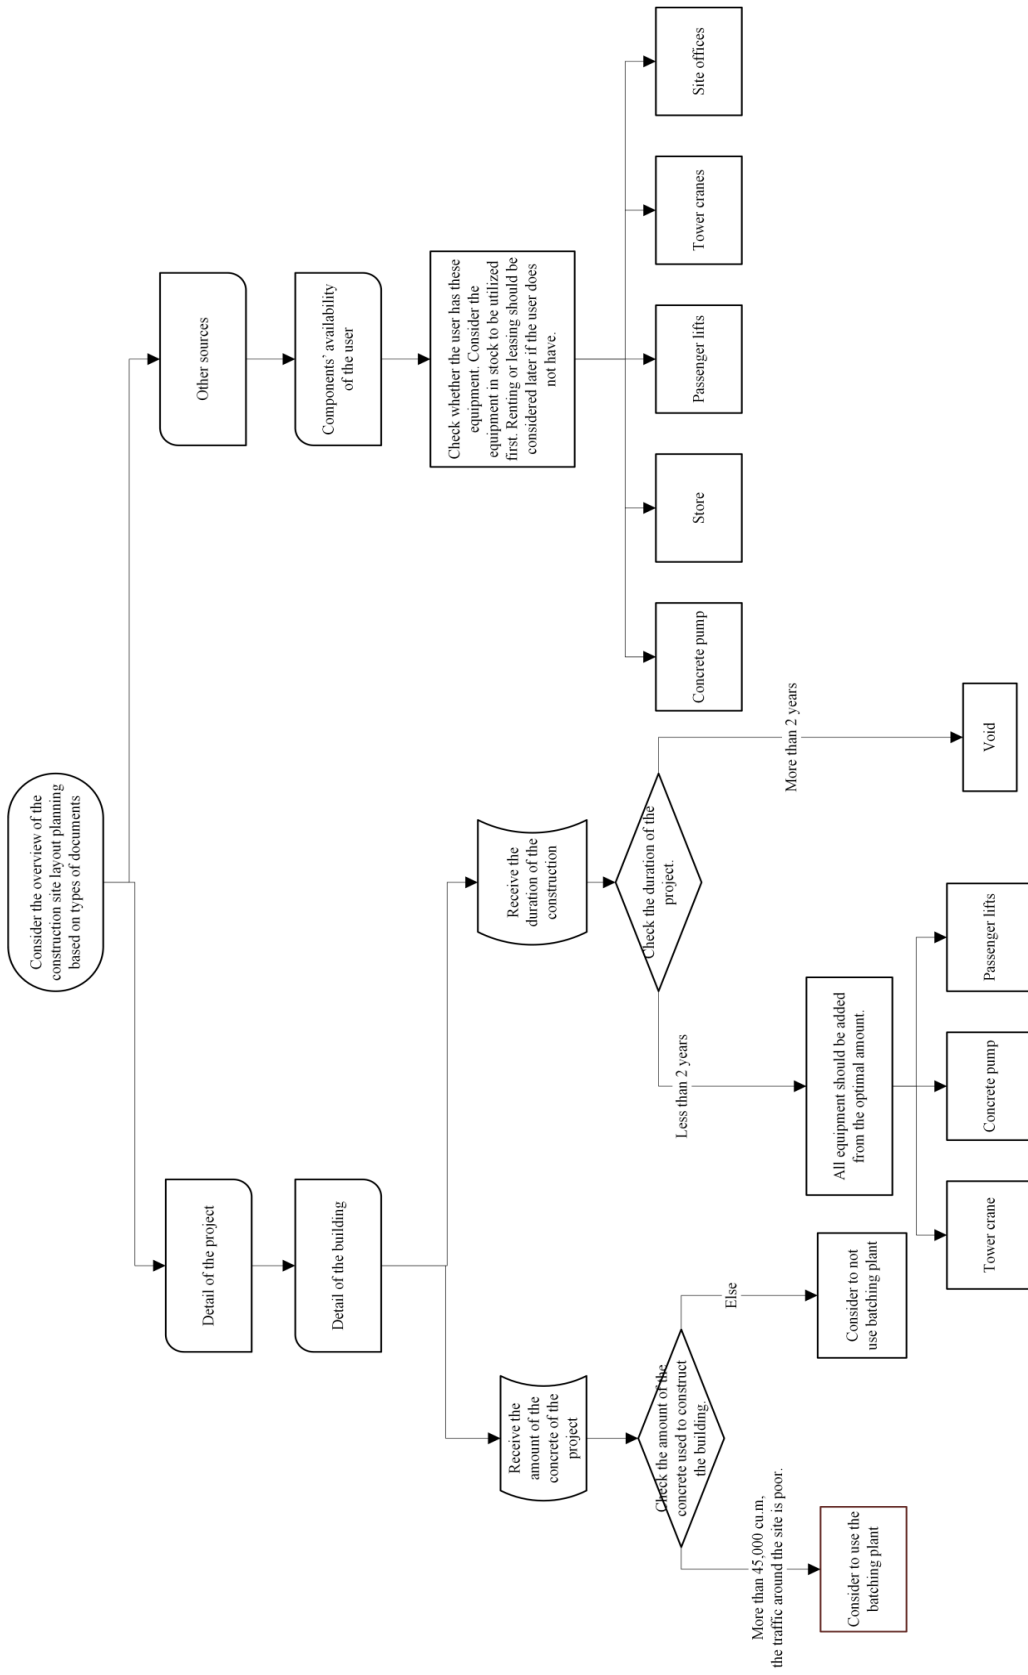 Consider the overview of the
construction site layout planning
based on types of documents
Detail of the project
Other sources
Detail of the building
Components' availability
of the user
Receive the
amount of the
concrete of the
project
Receive the
duration of the
construction
Check whether the user has these
equipment. Consider the
equipment in stock to be utilized
first. Renting or leasing should be
considered later if the user does
not have.
Check the amount of the
concrete used to construct
the building.
Check the duration of the
project.
Concrete pump
Store
Passenger lifts
Tower cranes
Site offices
More than 45,000 cu.m,
the traffic around the site is poor.
Else
Less than 2 years
More than 2 years
Consider to use the
batching plant
Consider to not
use batching plant
All equipment should be added
from the optimal amount.
Tower crane
Concrete pump
Passenger lifts
Void